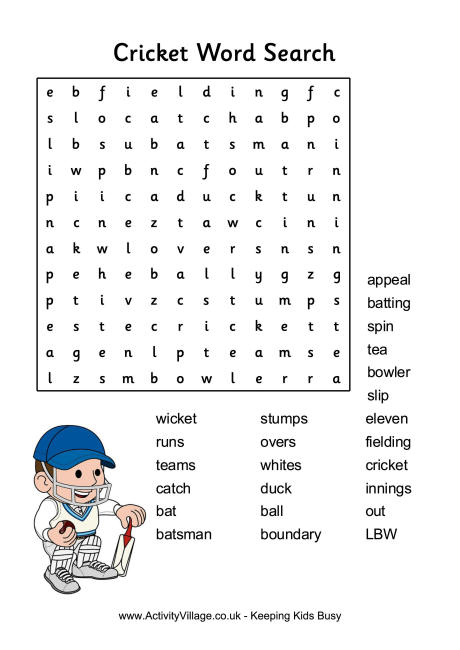 Cricket Word Search
e b f i e l d i n g f c
s l o c a t c h a b p o
l b s u b a t s m a n i
i w p b n c f o u t r n
p i i c a d u c k t u n
n c n e z t a w c i n i
a k w l o v e r s n s n
p e h e b a l l y g z g
p t i v z c s t u m p s
e s t e c r i c k e t t
a g e n l p t e a m s e
l z s m b o w l e r r a
appeal
batting
spin
tea
bowler
slip
wicket stumps eleven
runs overs fielding
teams whites cricket
catch duck innings
bat ball out
batsman boundary LBW
www.ActivityVillage.co.uk - Keeping Kids Busy